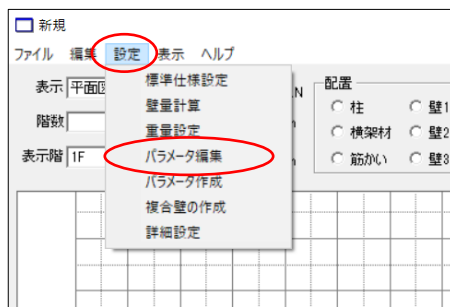 新規
ファイル 編集 設定 表示 ヘルプ
表示 平面図
階数
表示階 1F
標準仕様設定
壁量計算
重量設定
パラメータ編集
パラメータ作成
複合壁の作成
詳細設定
N
配置
柱 壁1
横架材 壁2
筋かい 壁3